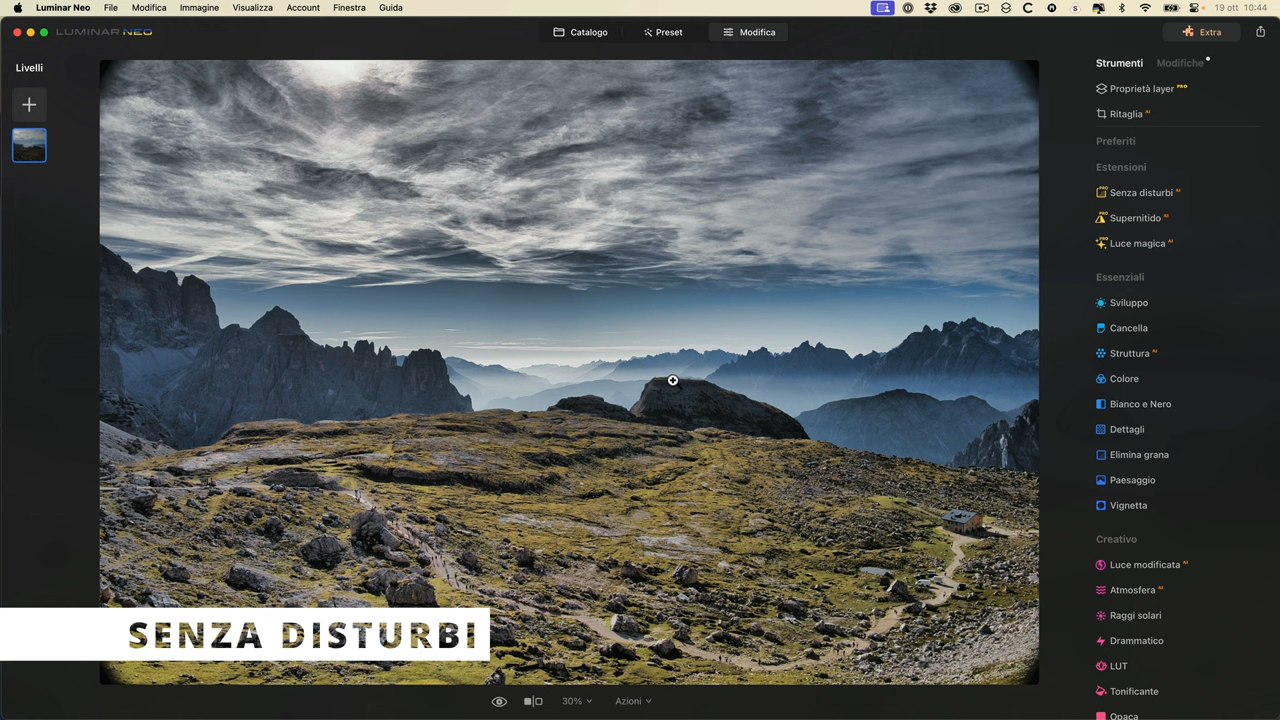 Luminar Neo File Modifica Immagine Visualizza Account Finestra Guida 19 ott 10:44
LUMINAR NEO Catalogo Preset Modifica Extra
Livelli
Strumenti Modifiche
Proprietà layer PRO
Ritaglia AI
Preferiti
Estensioni
PRO Senza disturbi AI
PRO Supernitido AI
PRO Luce magica AI
Essenziali
Sviluppo
Cancella
Struttura AI
Colore
Bianco e Nero
Dettagli
Elimina grana
Paesaggio
Vignetta
Creativo
Luce modificata AI
Atmosfera AI
Raggi solari
Drammatico
LUT
Tonificante
Opaca
SENZA DISTURBI
30% Azioni